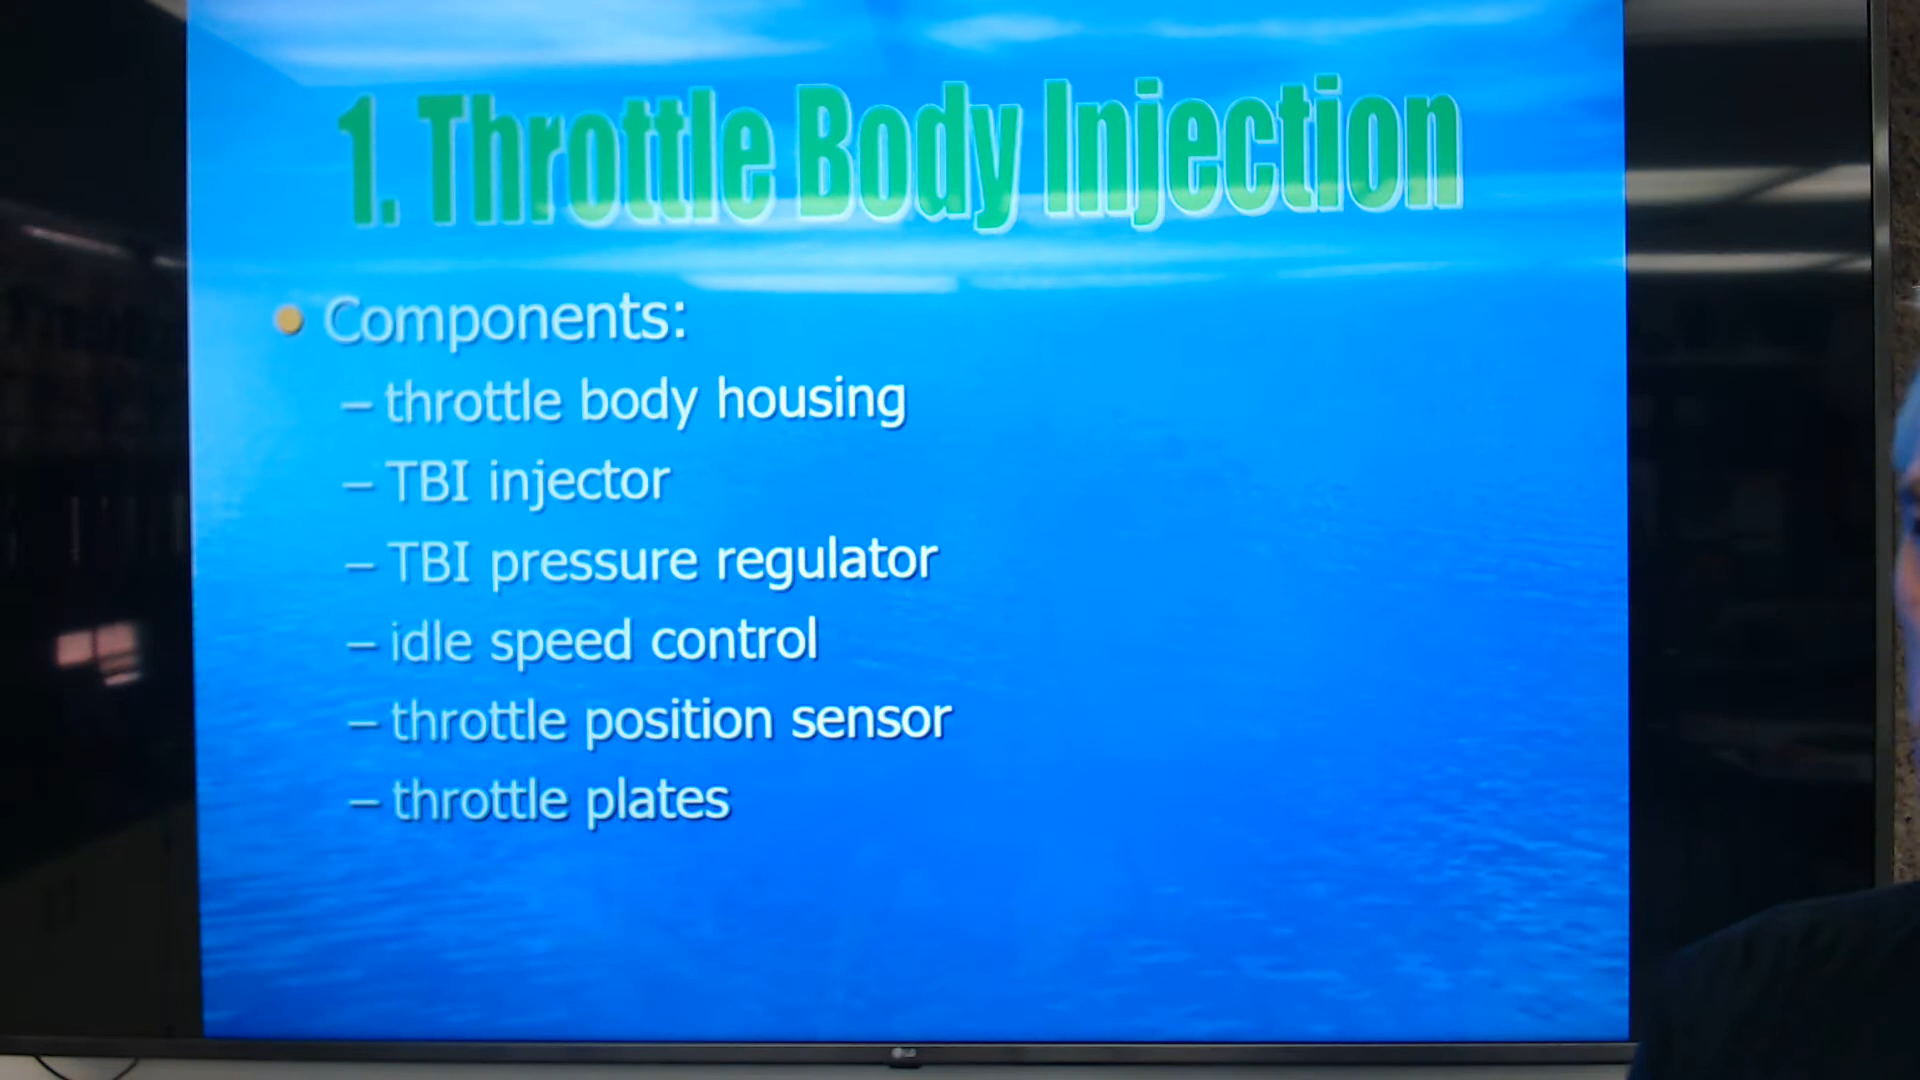 1. Throttle Body Injection
• Components:
– throttle body housing
– TBI injector
– TBI pressure regulator
– idle speed control
– throttle position sensor
– throttle plates
LG